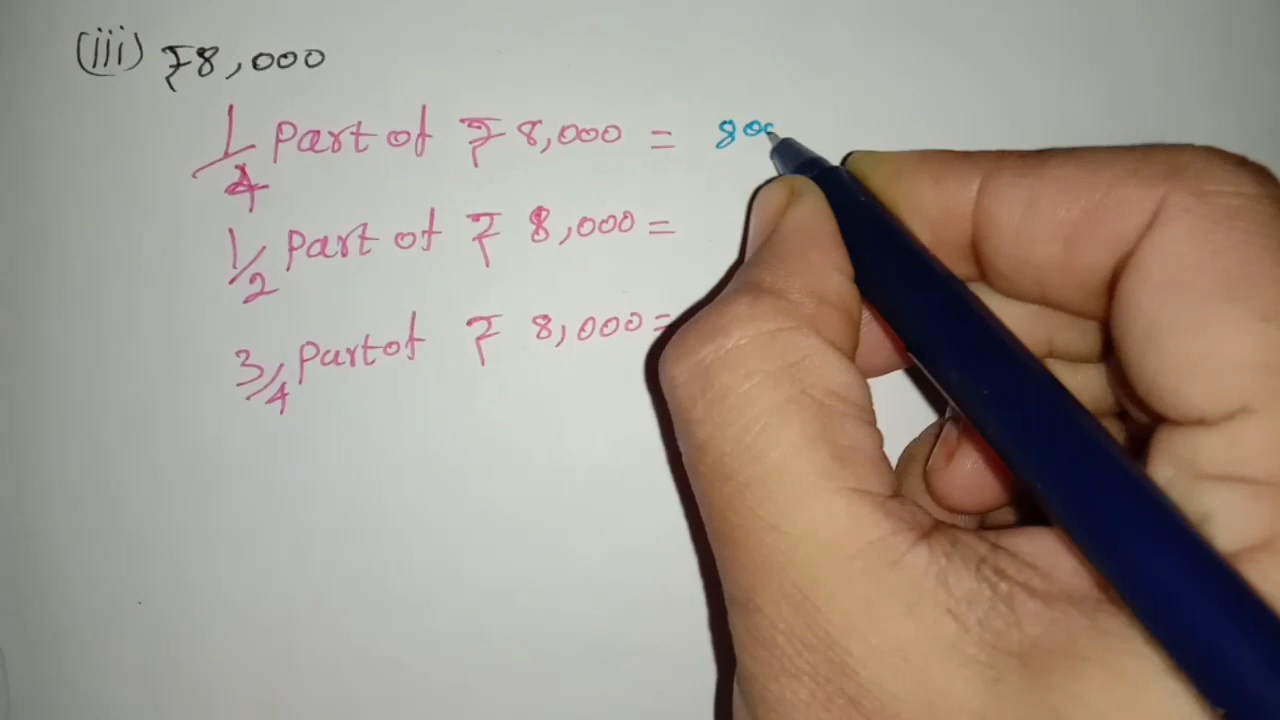 (iii) ₹8,000
1/4 Part of ₹ 8,000 = 800
1/2 Part of ₹ 8,000 =
3/4 Part of ₹ 8,000 =